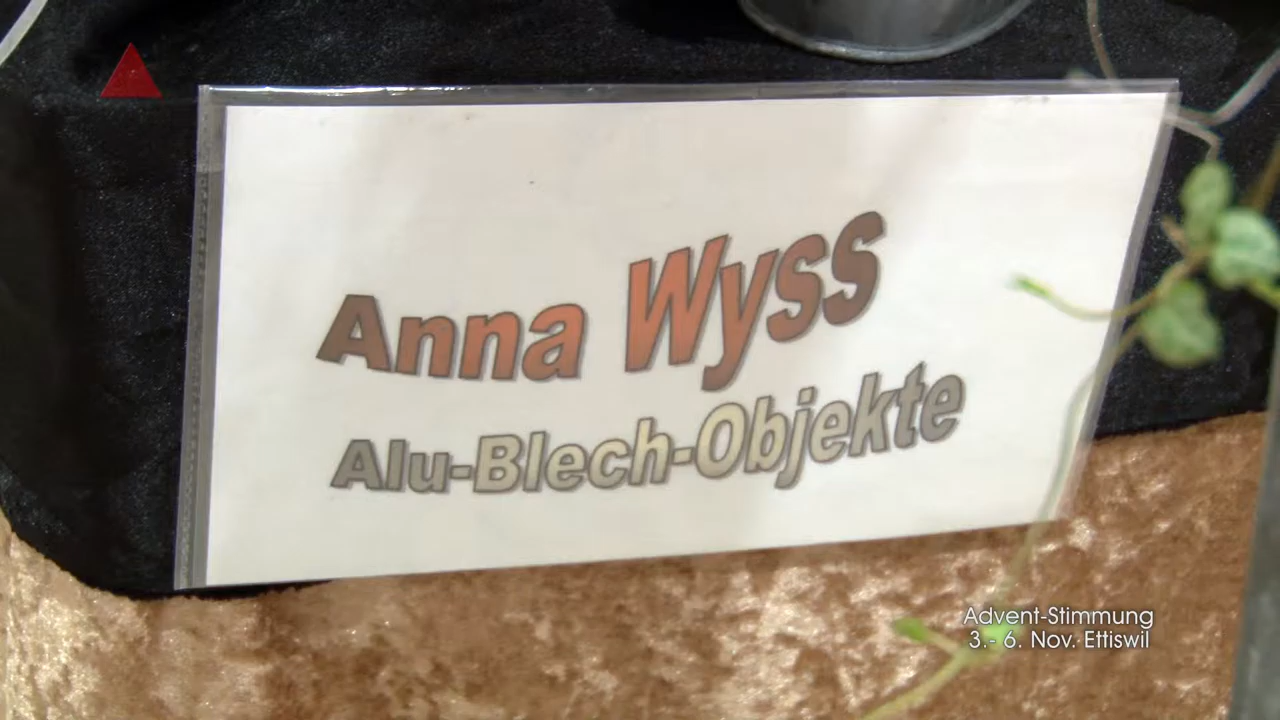 Anna Wyss
Alu-Blech-Objekte
Advent-Stimmung
3.- 6. Nov. Ettiswil